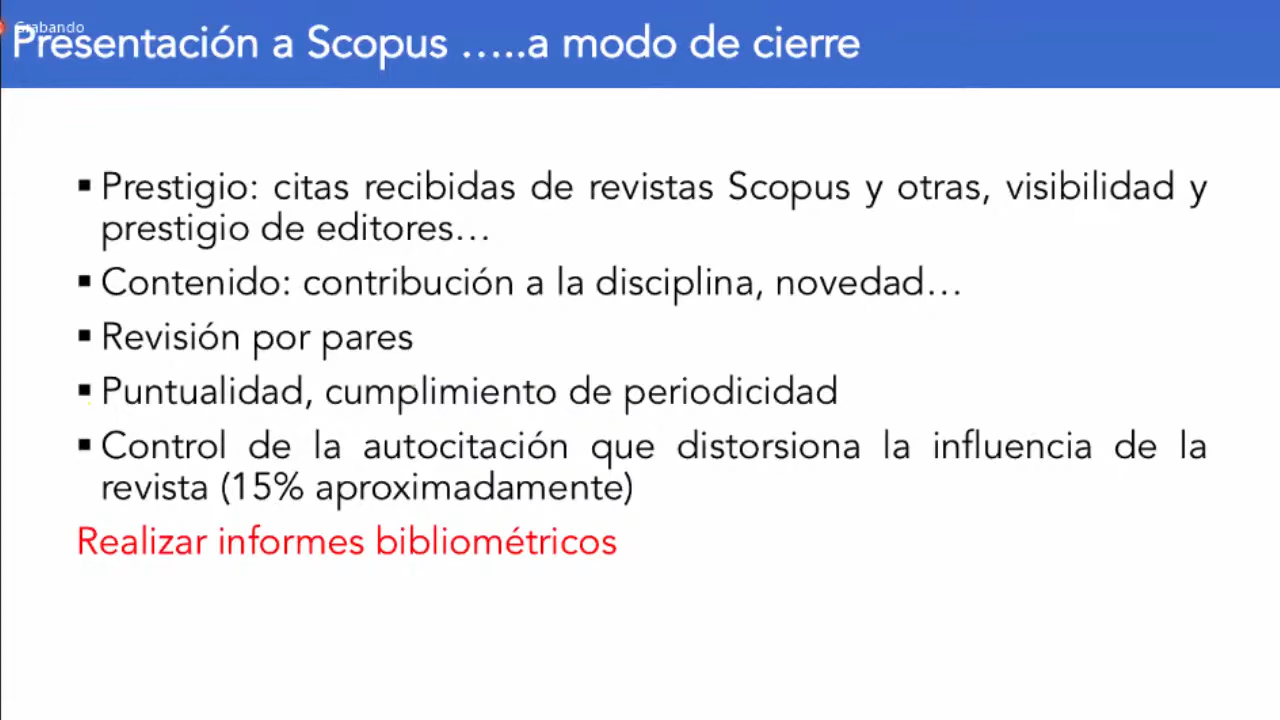 Grabando
Presentación a Scopus …..a modo de cierre
▪ Prestigio: citas recibidas de revistas Scopus y otras, visibilidad y
prestigio de editores…
▪ Contenido: contribución a la disciplina, novedad…
▪ Revisión por pares
▪ Puntualidad, cumplimiento de periodicidad
▪ Control de la autocitación que distorsiona la influencia de la
revista (15% aproximadamente)
Realizar informes bibliométricos